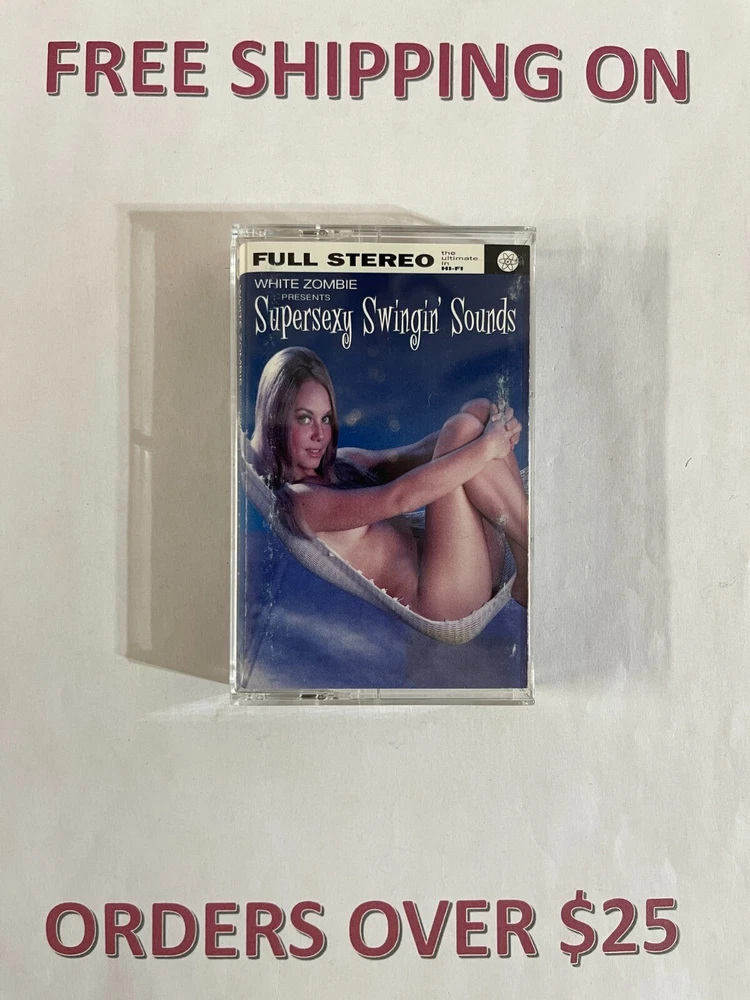 FREE SHIPPING ON
FULL STEREO
the
ultimate
in
HI-FI
WHITE ZOMBIE
PRESENTS
Supersexy Swingin' Sounds
ORDERS OVER $25